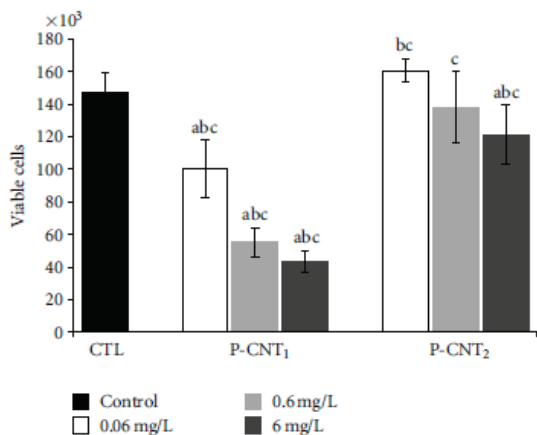 ×10³
180
160
140
120
100
80
60
40
20
0
Viable cells
abc
abc
abc
bc
c
abc
CTL
P-CNT₁
P-CNT₂
Control
0.06 mg/L
0.6 mg/L
6 mg/L